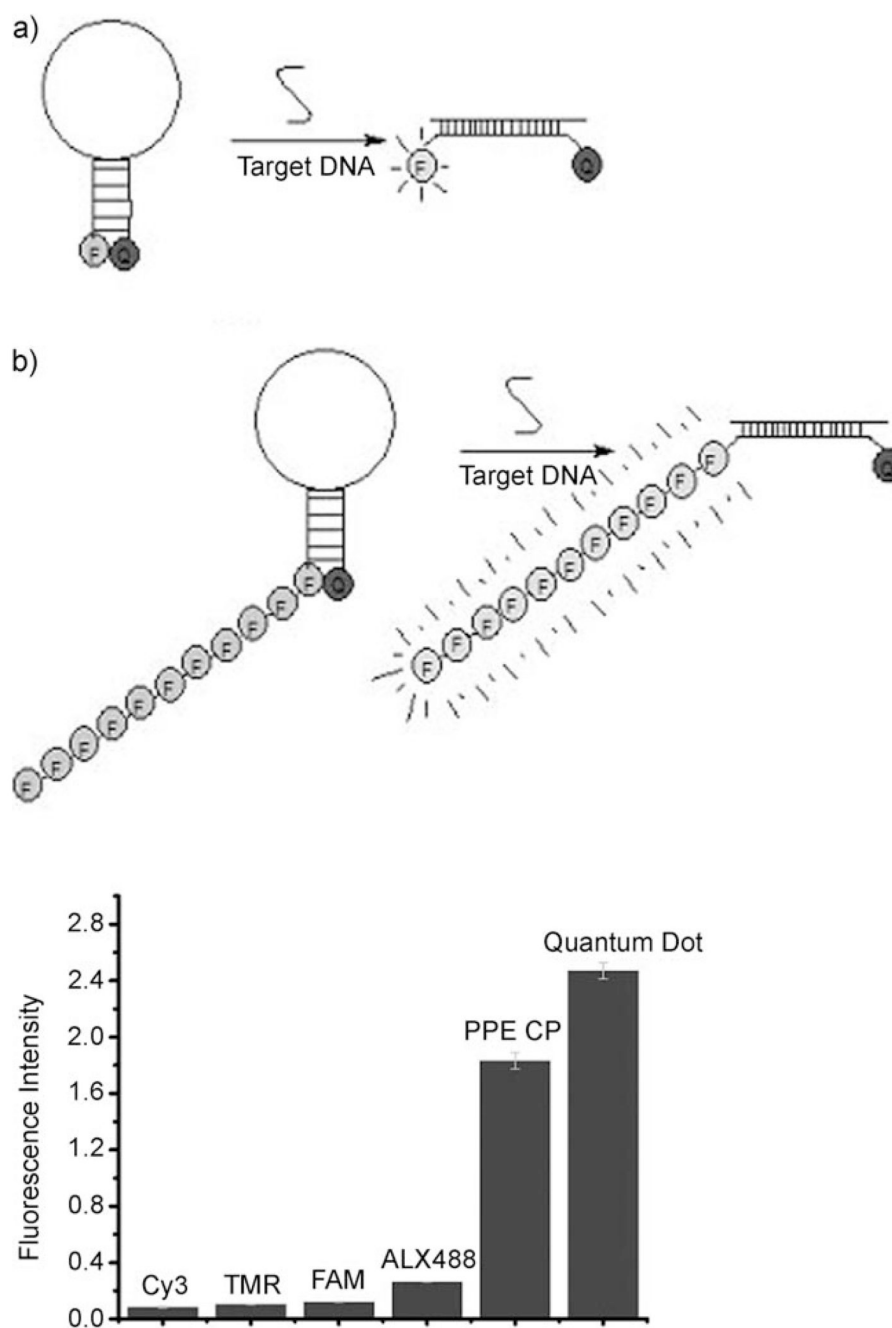 a)
Target DNA
F Q
F
Q
b)
Target DNA
F Q
F F F F F F F F F F
F F F F F F F F F F F
Q
Fluorescence Intensity
2.8
2.4
2.0
1.6
1.2
0.8
0.4
0.0
Cy3
TMR
FAM
ALX488
PPE CP
Quantum Dot